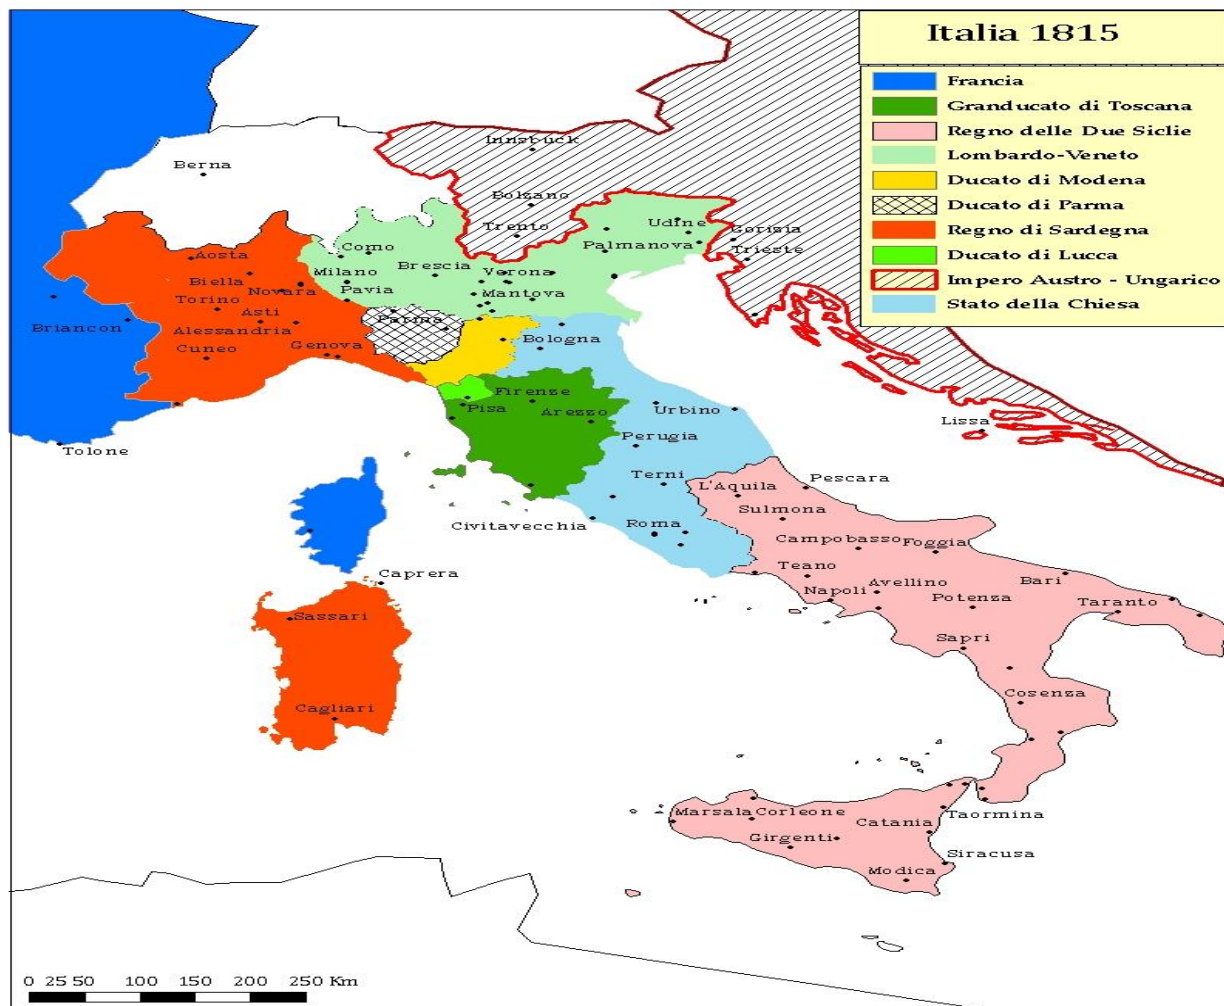 Italia 1815
Francia
Granducato di Toscana
Regno delle Due Siclie
Lombardo-Veneto
Ducato di Modena
Ducato di Parma
Regno di Sardegna
Ducato di Lucca
Impero Austro - Ungarico
Stato della Chiesa
Innsbuck
Berna
Bolzano
Trento
Udine
Gorisia
Como
Palmanova
Trieste
Aosta
Milano
Brescia
Verona
Biella
Novara
Pavia
Mantova
Torino
Asti
Parma
Briancon
Alessandria
Cuneo
Genova
Bologna
Firenze
Pisa
Arezzo
Urbino
Lissa
Tolone
Perugia
Terni
L'Aquila
Pescara
Sulmona
Civitavecchia
Roma
Campobasso
Foggia
Caprera
Teano
Avellino
Bari
Napoli
Potenza
Taranto
Sassari
Sapri
Cosenza
Cagliari
Marsala
Corleone
Taormina
Catania
Girgenti
Siracusa
Modica
0 25 50 100 150 200 250 Km